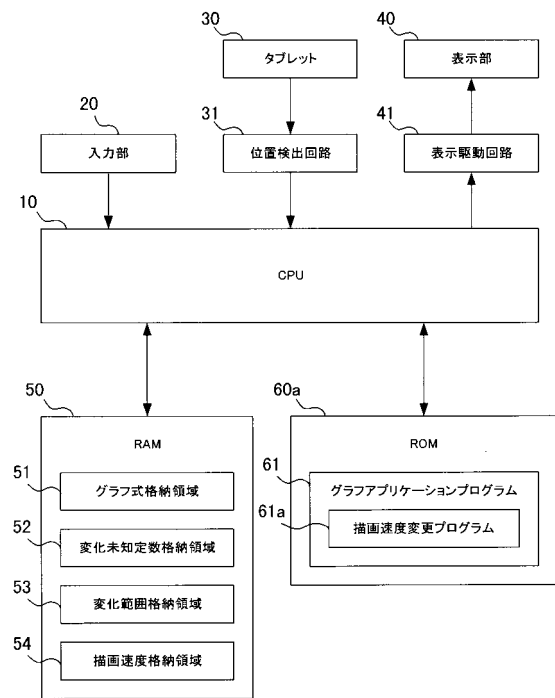 30
タブレット
40
表示部
20
入力部
31
位置検出回路
41
表示駆動回路
10
CPU
50
RAM
51
グラフ式格納領域
52
変化未知定数格納領域
53
変化範囲格納領域
54
描画速度格納領域
60a
ROM
61
グラフアプリケーションプログラム
61a
描画速度変更プログラム